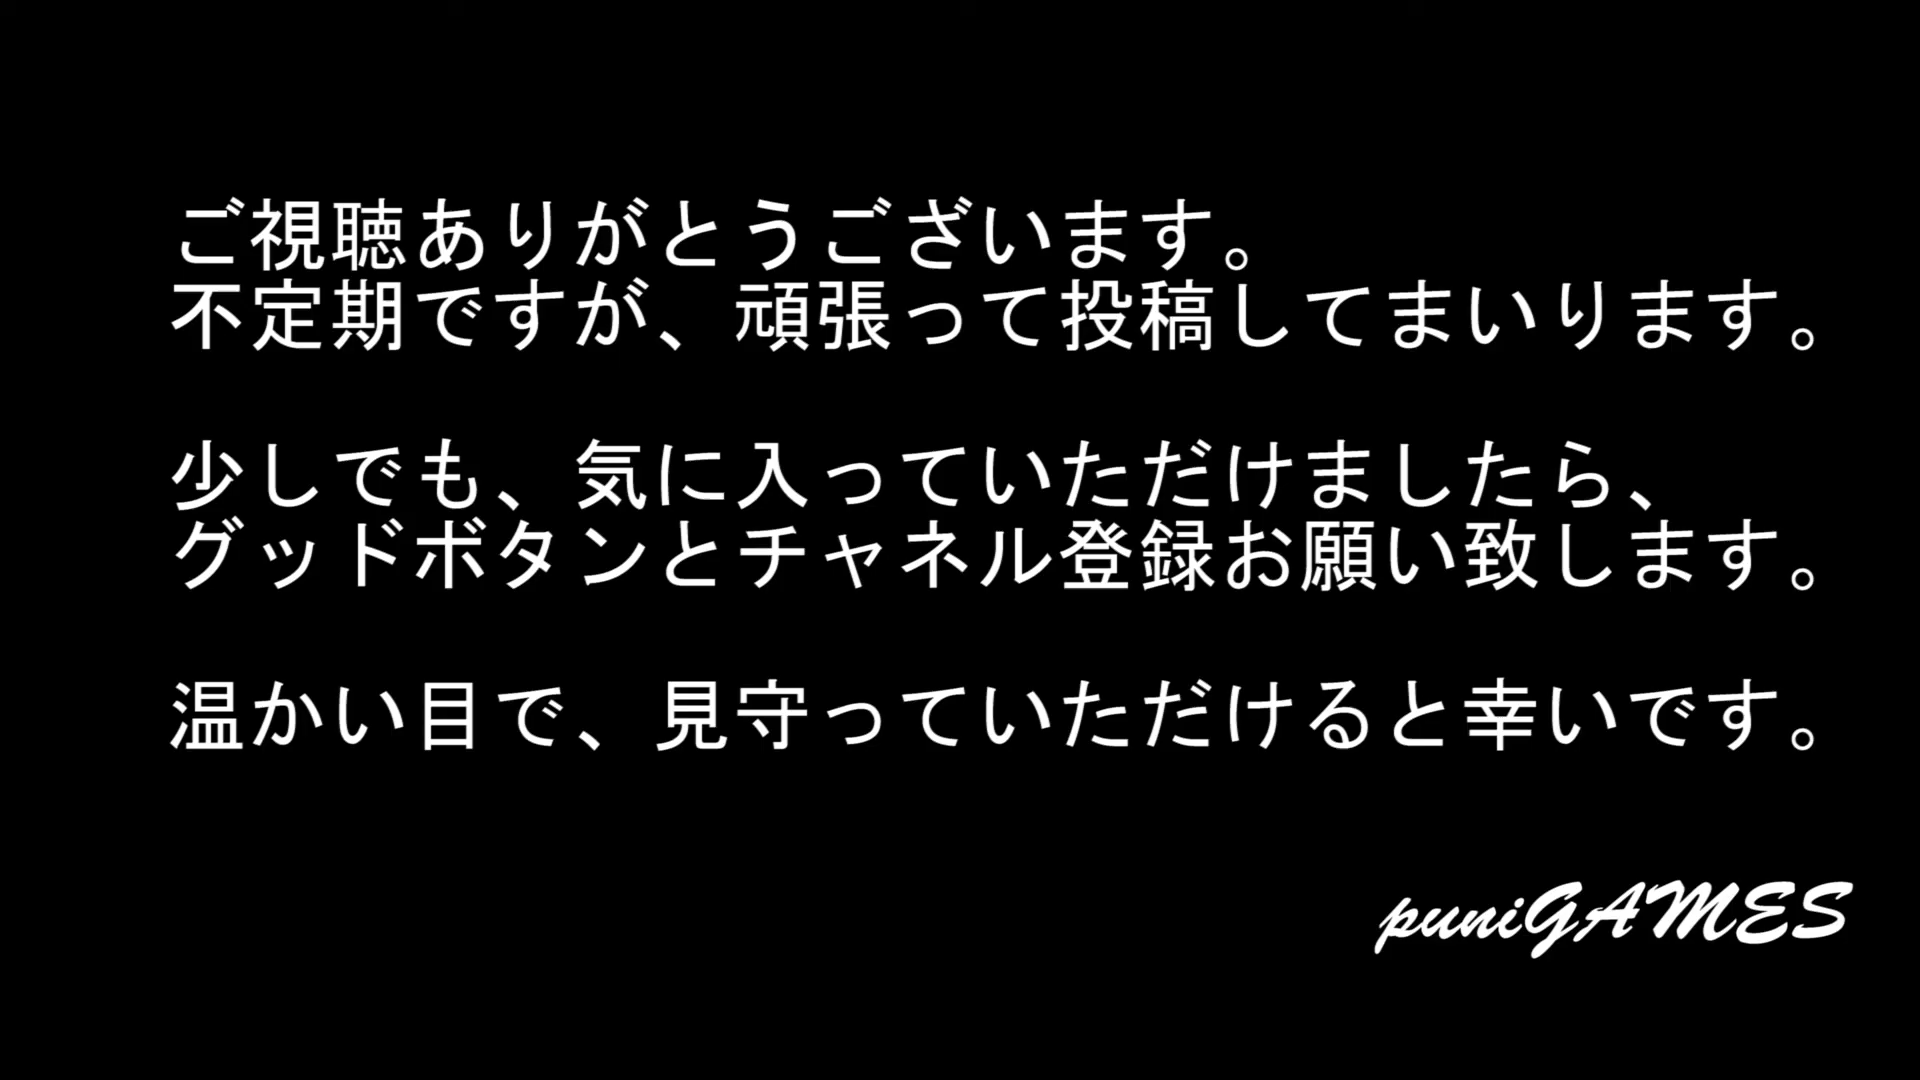 ご視聴ありがとうございます。
不定期ですが、頑張って投稿してまいります。
少しでも、気に入っていただけましたら、
グッドボタンとチャネル登録お願い致します。
温かい目で、見守っていただけると幸いです。
puniGAMES